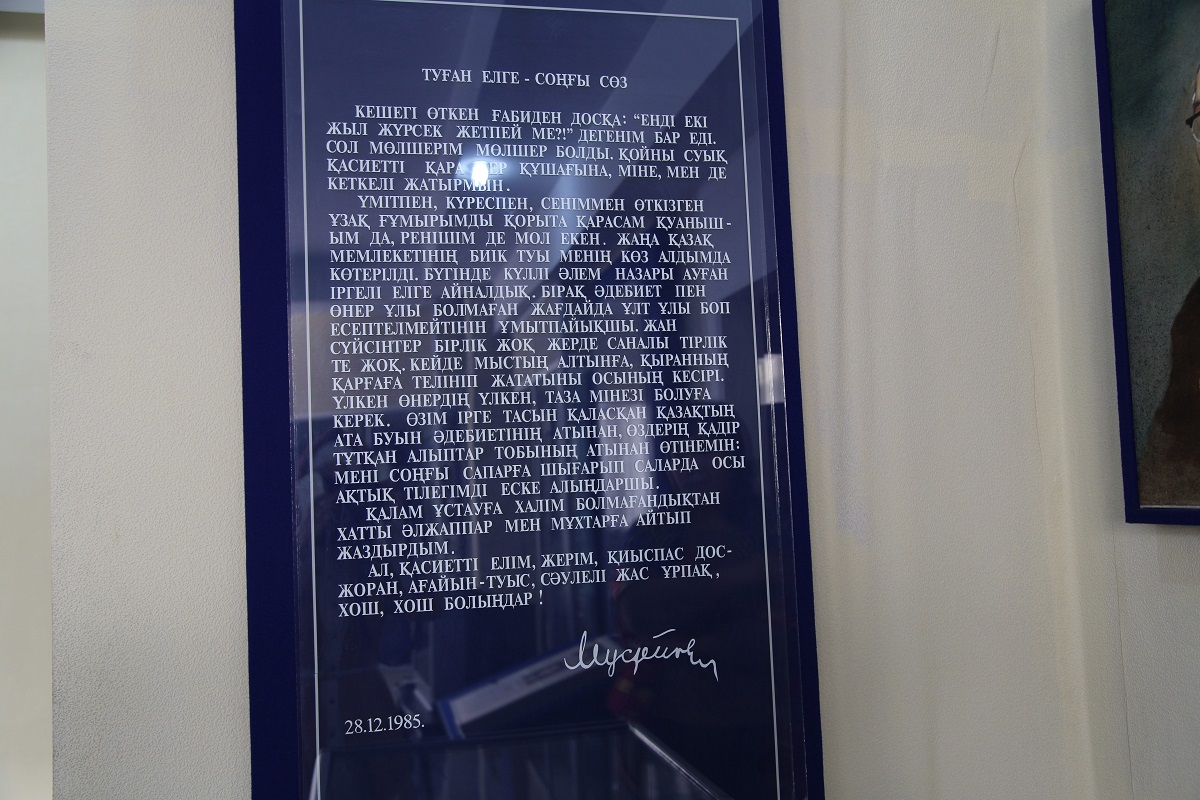 ТУҒАН ЕЛГЕ - СОҢҒЫ СӨЗ
КЕШЕГІ ӨТКЕН ҒАБИДЕН ДОСҚА: “ЕНДІ ЕКІ
ЖЫЛ ЖҮРСЕК ЖЕТПЕЙ МЕ?!” ДЕГЕНІМ БАР ЕДІ.
СОЛ МӨЛШЕРІМ МӨЛШЕР БОЛДЫ. ҚОЙНЫ СУЫҚ
ҚАСИЕТТІ ҚАРА ЖЕР ҚҰШАҒЫНА, МІНЕ, МЕН ДЕ
КЕТКЕЛІ ЖАТЫРМЫН.
ҮМІТПЕН, КҮРЕСПЕН, СЕНІММЕН ӨТКІЗГЕН
ҰЗАҚ ҒҰМЫРЫМДЫ ҚОРЫТА ҚАРАСАМ ҚУАНЫШ-
ЫМ ДА, РЕНІШІМ ДЕ МОЛ ЕКЕН. ЖАҢА ҚАЗАҚ
МЕМЛЕКЕТІНІҢ БИІК ТУЫ МЕНІҢ КӨЗ АЛДЫМДА
КӨТЕРІЛДІ. БҮГІНДЕ КҮЛЛІ ӘЛЕМ НАЗАРЫ АУҒАН
ІРГЕЛІ ЕЛГЕ АЙНАЛДЫҚ. БІРАҚ ӘДЕБИЕТ ПЕН
ӨНЕР ҰЛЫ БОЛМАҒАН ЖАҒДАЙДА ҰЛТ ҰЛЫ БОП
ЕСЕПТЕЛМЕЙТІНІН ҰМЫТПАЙЫҚШЫ. ЖАН
СҮЙСІНТЕР БІРЛІК ЖОҚ ЖЕРДЕ САНАЛЫ ТІРЛІК
ТЕ ЖОҚ. КЕЙДЕ МЫСТЫҢ АЛТЫНҒА, ҚЫРАННЫҢ
ҚАРҒАҒА ТЕЛІНІП ЖАТАТЫНЫ ОСЫНЫҢ КЕСІРІ.
ҮЛКЕН ӨНЕРДІҢ ҮЛКЕН, ТАЗА МІНЕЗІ БОЛУҒА
КЕРЕК. ӨЗІМ ІРГЕ ТАСЫН ҚАЛАСҚАН ҚАЗАҚТЫҢ
АТА БУЫН ӘДЕБИЕТІНІҢ АТЫНАН, ӨЗДЕРІҢ ҚАДІР
ТҰТҚАН АЛЫПТАР ТОБЫНЫҢ АТЫНАН ӨТІНЕМІН:
МЕНІ СОҢҒЫ САПАРҒА ШЫҒАРЫП САЛАРДА ОСЫ
АҚТЫҚ ТІЛЕГІМДІ ЕСКЕ АЛЫҢДАРШЫ.
ҚАЛАМ ҰСТАУҒА ХАЛІМ БОЛМАҒАНДЫҚТАН
ХАТТЫ ӘЛЖАППАР МЕН МҰХТАРҒА АЙТЫП
ЖАЗДЫРДЫМ.
АЛ, ҚАСИЕТТІ ЕЛІМ, ЖЕРІМ, ҚИЫСПАС ДОС-
ЖОРАН, АҒАЙЫН-ТУЫС, СӘУЛЕЛІ ЖАС ҰРПАҚ,
ХОШ, ХОШ БОЛЫҢДАР!
28.12.1985.